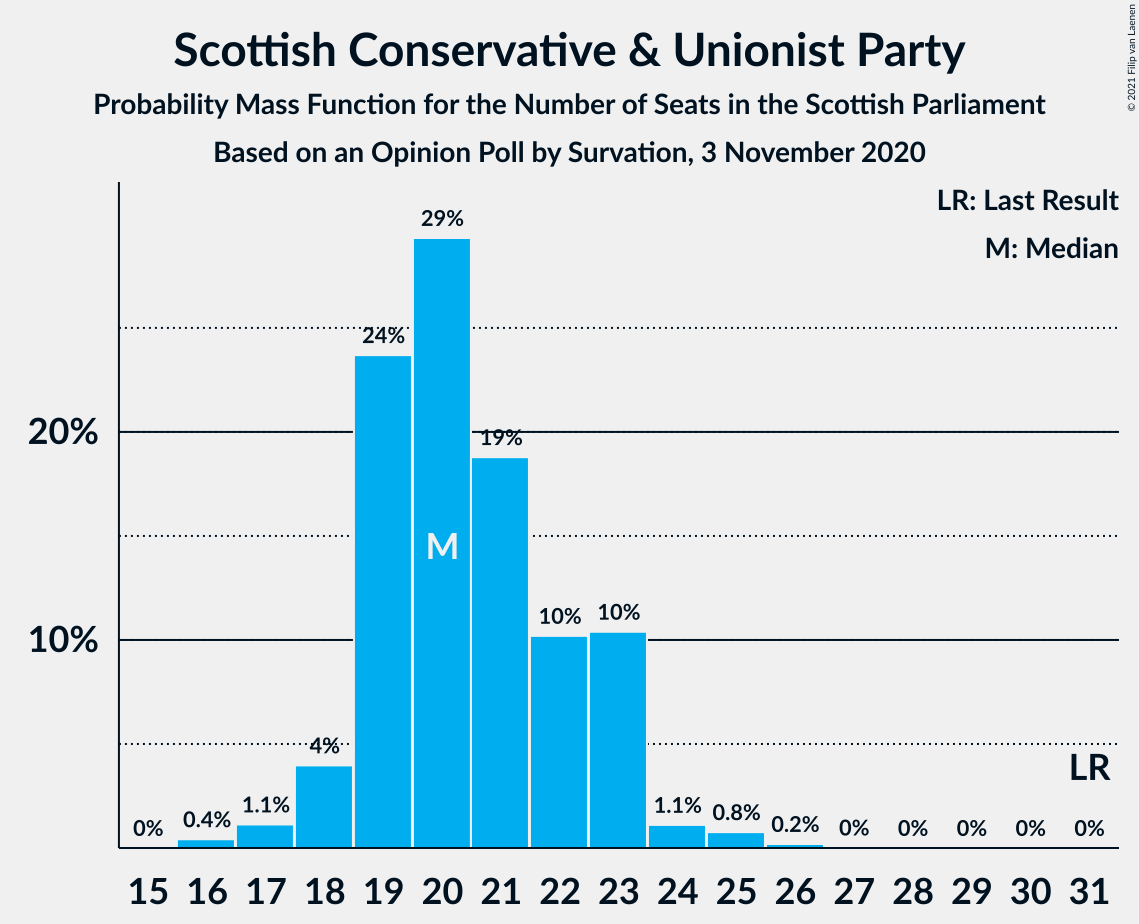 Scottish Conservative & Unionist Party
Probability Mass Function for the Number of Seats in the Scottish Parliament
Based on an Opinion Poll by Survation, 3 November 2020
© 2021 Filip van Laenen
LR: Last Result
M: Median
29%
24%
20%
19%
M
10%
10%
10%
4%
LR
0%
0.4%
1.1%
1.1%
0.8%
0.2%
0%
0%
0%
0%
0%
15 16 17 18 19 20 21 22 23 24 25 26 27 28 29 30 31